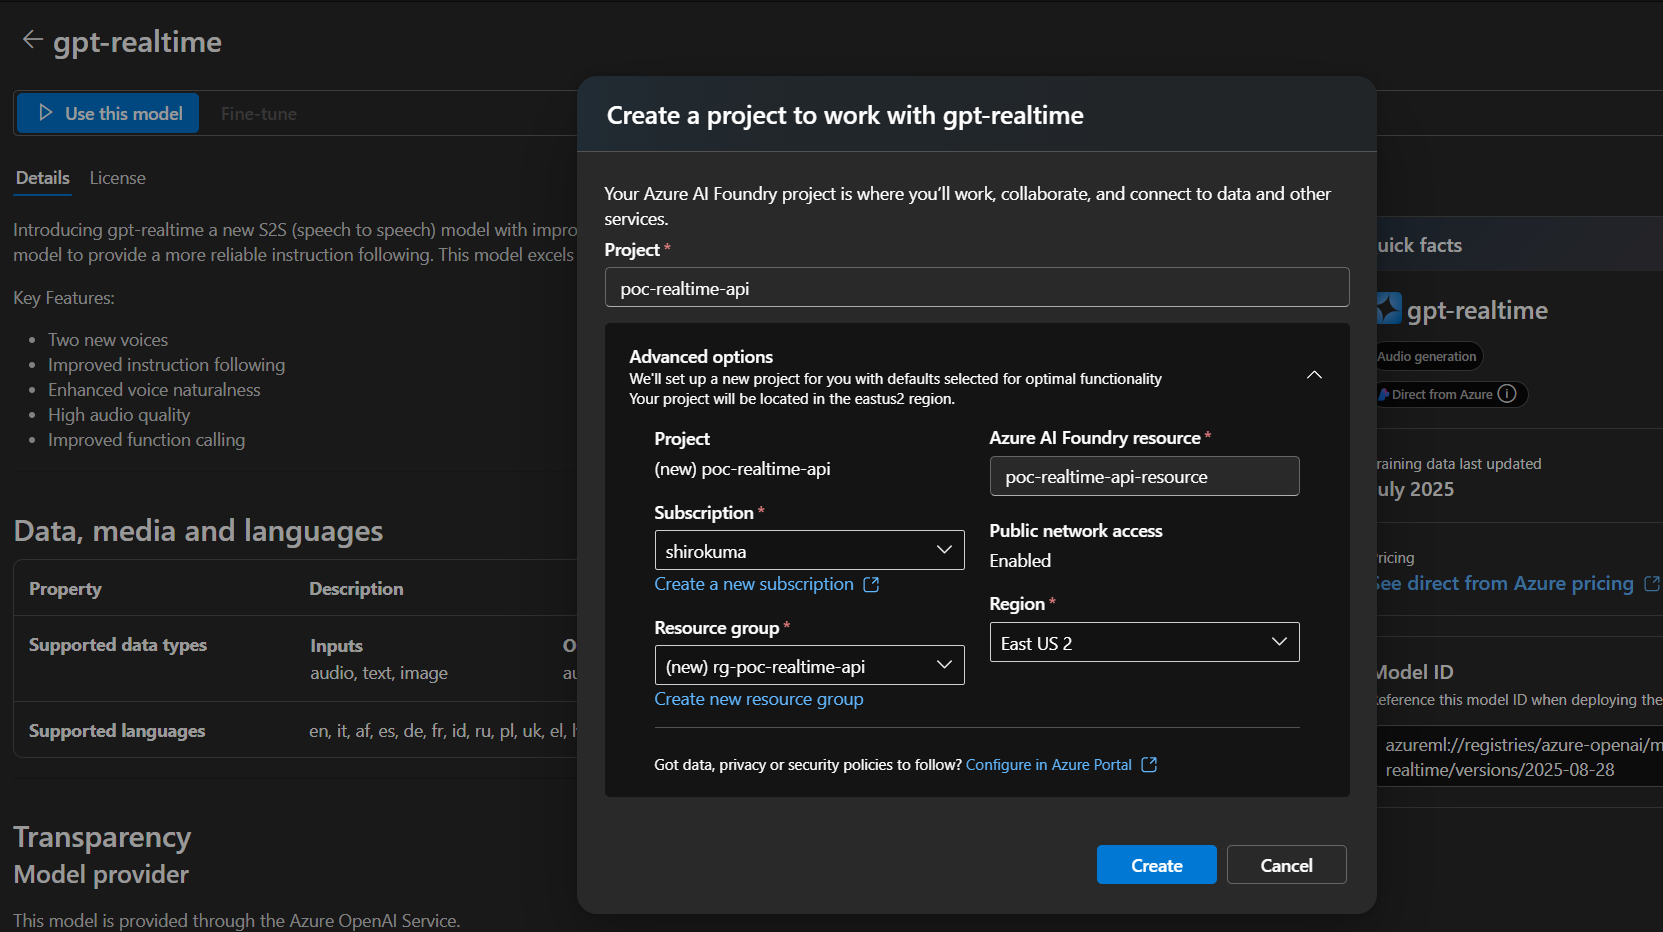 gpt-realtime
Use this model
Fine-tune
Details
License
Introducing gpt-realtime a new S2S (speech to speech) model with
model to provide a more reliable instruction following. This model excels
Key Features:
Two new voices
Improved instruction following
Enhanced voice naturalness
High audio quality
Improved function calling
Data, media and languages
Property
Description
Supported data types
Inputs
audio, text, image
Supported languages
en, it, af, es, de, fr, id, ru, pl, uk, el,
Transparency
Model provider
This model is provided through the Azure OpenAI Service.
Create a project to work with gpt-realtime
Your Azure AI Foundry project is where you’ll work, collaborate, and connect to data and other
services.
Project *
poc-realtime-api
Advanced options
We'll set up a new project for you with defaults selected for optimal functionality
Your project will be located in the eastus2 region.
Project
(new) poc-realtime-api
Subscription *
shirokuma
Create a new subscription
Resource group *
(new) rg-poc-realtime-api
Create new resource group
Azure AI Foundry resource *
poc-realtime-api-resource
Public network access
Enabled
Region *
East US 2
Got data, privacy or security policies to follow? Configure in Azure Portal
Create
Cancel
uick facts
gpt-realtime
Audio generation
Direct from Azure
raining data last updated
uly 2025
ricing
See direct from Azure pricing
Model ID
eference this model ID when deploying the
azureml://registries/azure-openai/m
realtime/versions/2025-08-28